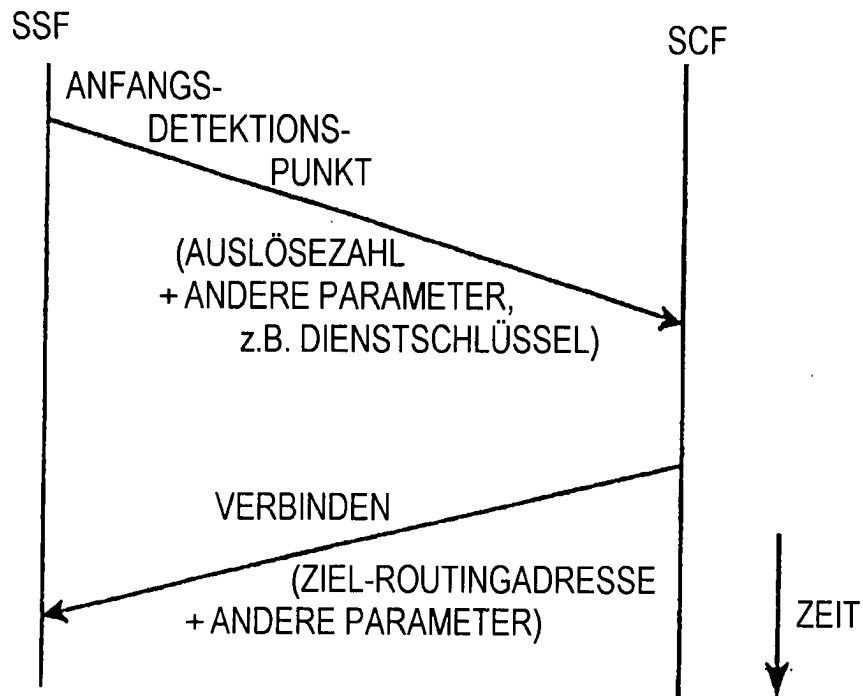 SSF
SCF
ANFANGS-
DETEKTIONS-
PUNKT
(AUSLÖSEZAHL
+ ANDERE PARAMETER,
z.B. DIENSTSCHLÜSSEL)
VERBINDEN
(ZIEL-ROUTINGADRESSE
+ ANDERE PARAMETER)
ZEIT